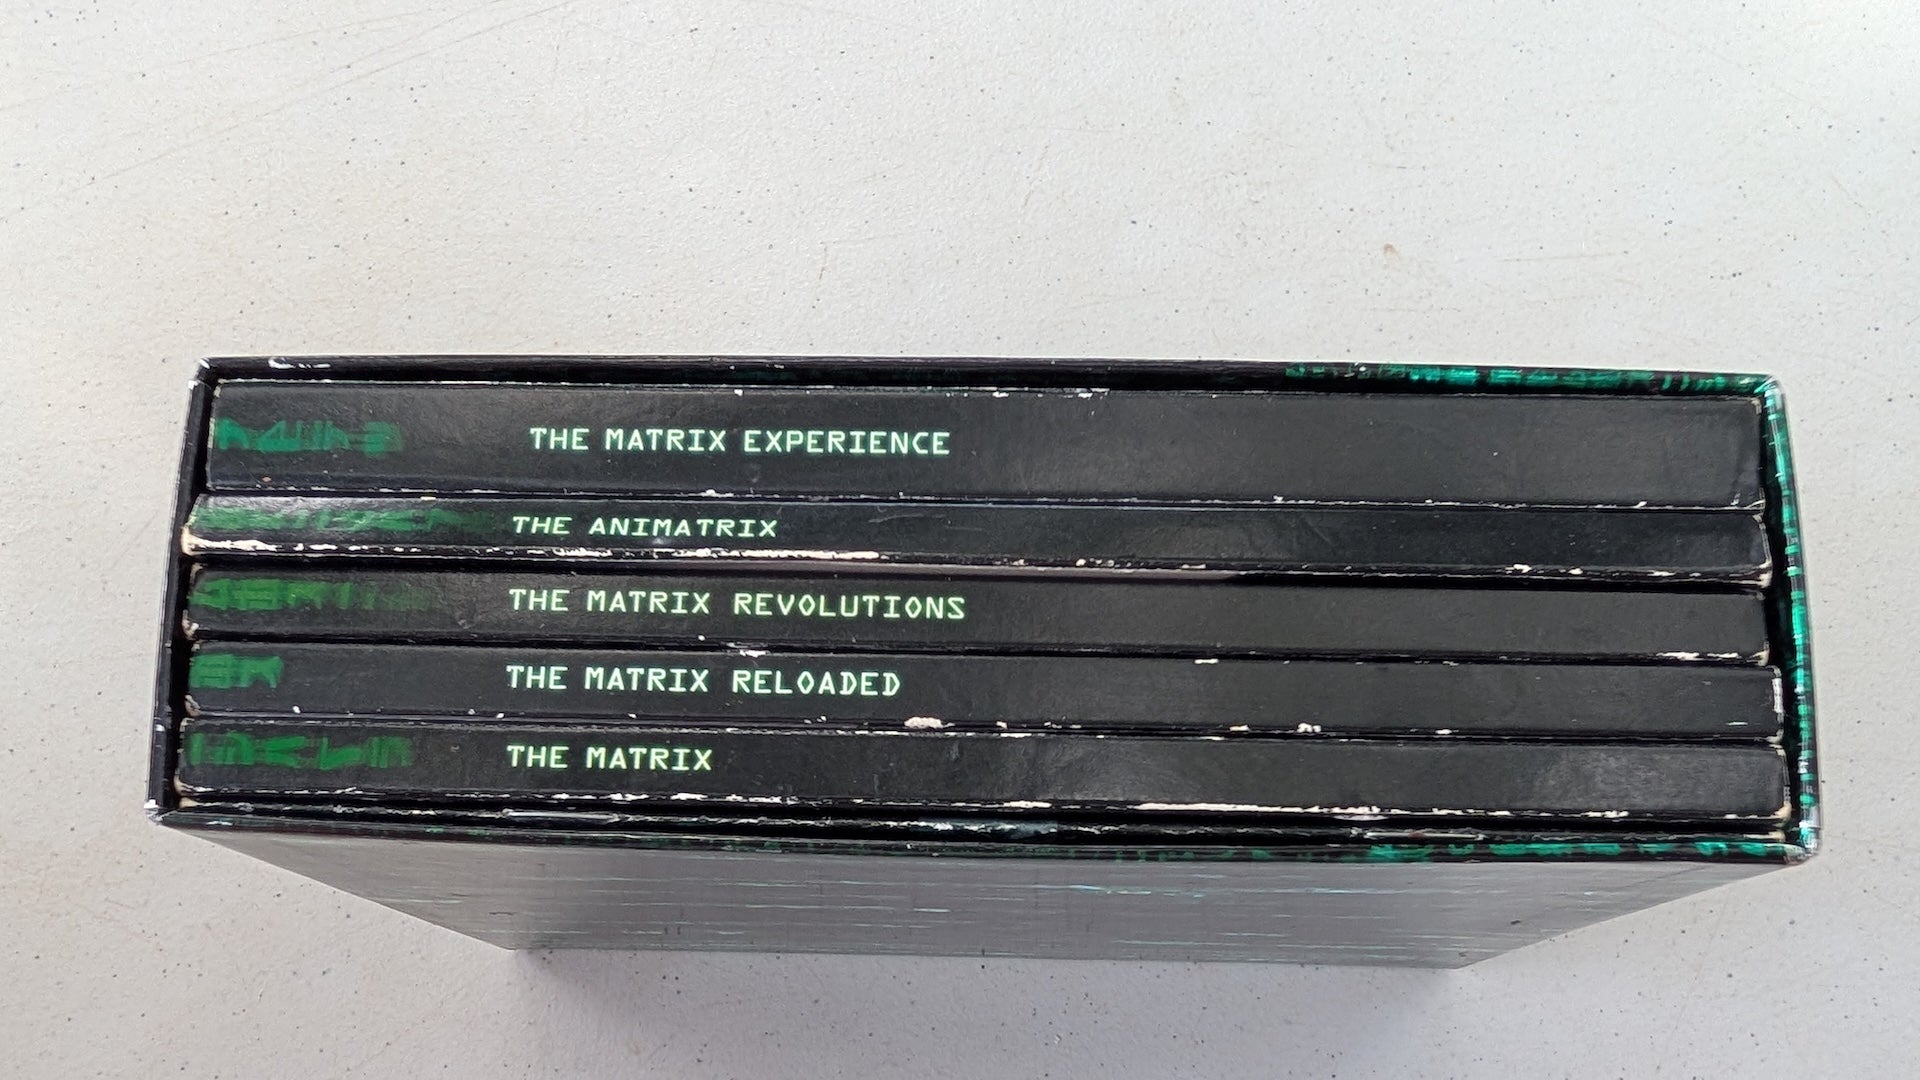 THE MATRIX EXPERIENCE
THE ANIMATRIX
THE MATRIX REVOLUTIONS
THE MATRIX RELOADED
THE MATRIX